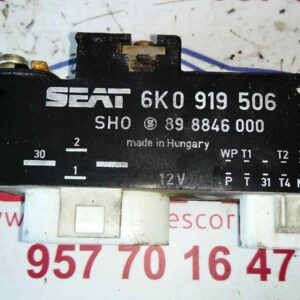 SEAT 6K0 919 506
SHO 89 8846 000
made in Hungary
2
30
1
12V
WP T1 T2
P T 31 T4
957 70 16 47